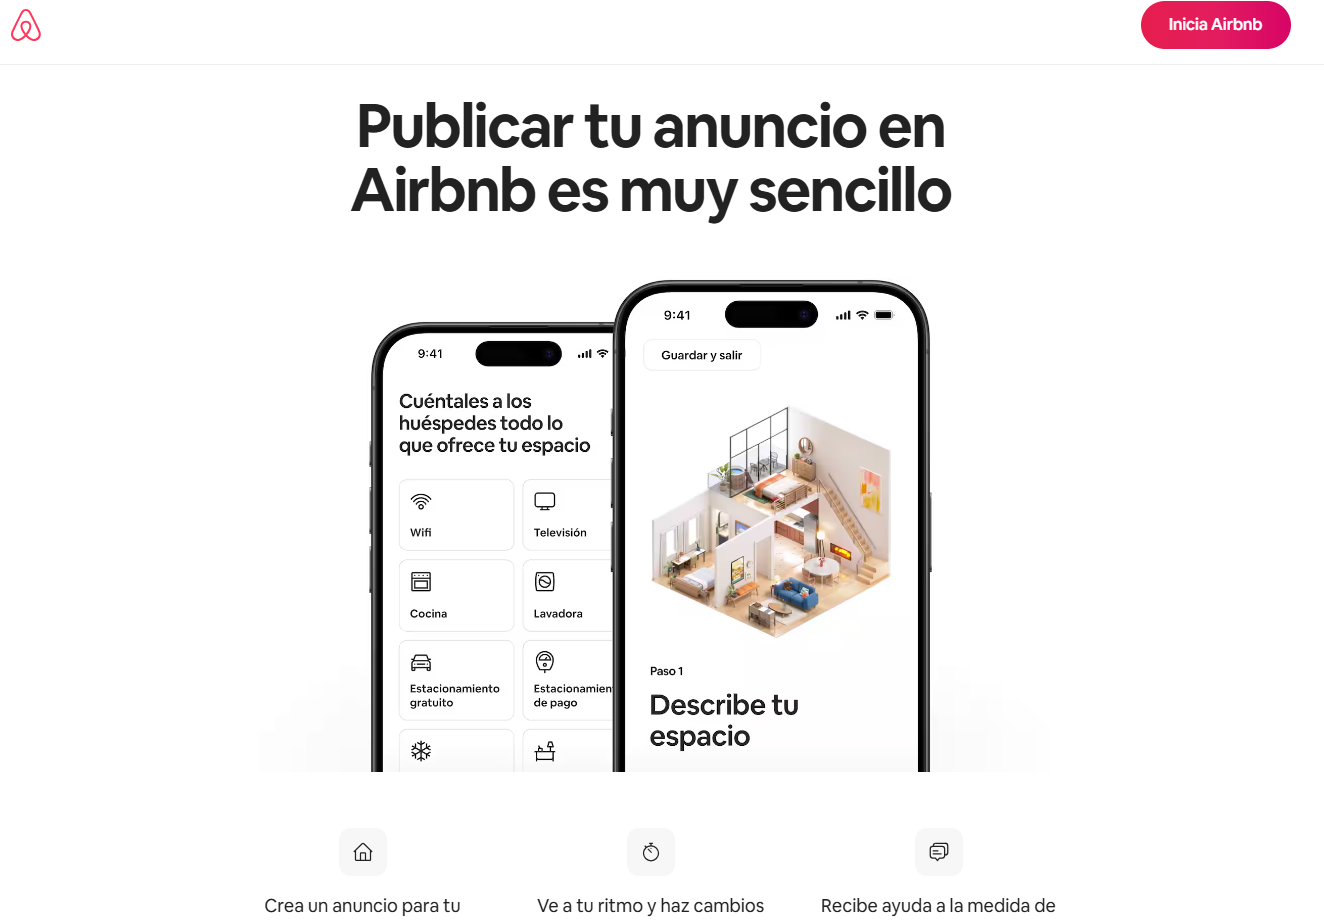 Inicia Airbnb
Publicar tu anuncio en
Airbnb es muy sencillo
9:41
Cuéntales a los
huéspedes todo lo
que ofrece tu espacio
Wifi
Televisión
Cocina
Lavadora
Estacionamiento
gratuito
Estacionamien
de pago
9:41
Guardar y salir
Paso 1
Describe tu
espacio
Crea un anuncio para tu
Ve a tu ritmo y haz cambios
Recibe ayuda a la medida de